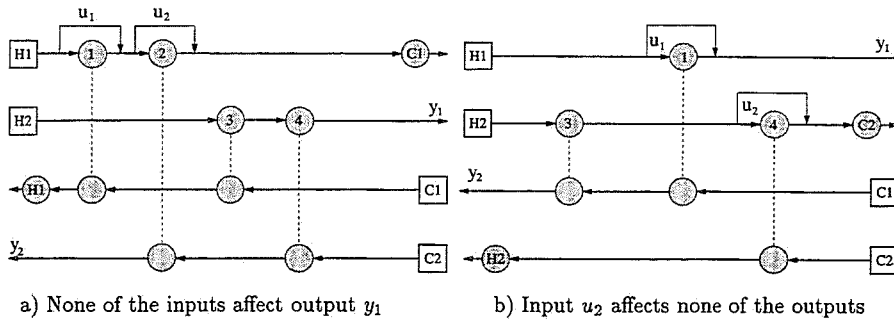 u1 u2
H1 1 2 C1
H2 3 4 y1
H1 C1
y2 C2
a) None of the inputs affect output y1
H1 u1 1 y1
H2 3 u2 4 C2
y2 C1
H2 C2
b) Input u2 affects none of the outputs